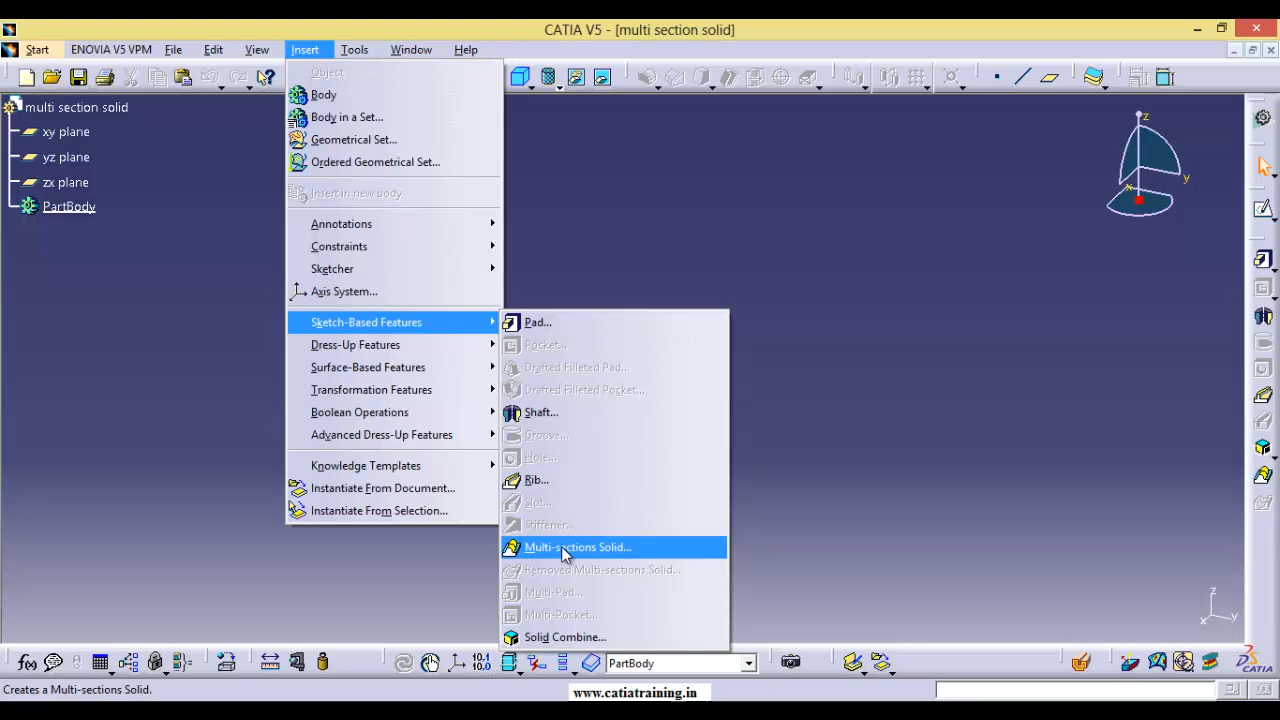 CATIA V5 - [multi section solid]
Start ENOVIA V5 VPM File Edit View Insert Tools Window Help
multi section solid
xy plane
yz plane
zx plane
PartBody
Object
Body
Body in a Set...
Geometrical Set...
Ordered Geometrical Set...
Insert in new body
Annotations
Constraints
Sketcher
Axis System...
Sketch-Based Features
Dress-Up Features
Surface-Based Features
Transformation Features
Boolean Operations
Advanced Dress-Up Features
Knowledge Templates
Instantiate From Document...
Instantiate From Selection...
Pad...
Pocket...
Drafted Filleted Pad...
Drafted Filleted Pocket...
Shaft...
Groove...
Hole...
Rib...
Slot...
Stiffener...
Multi-sections Solid...
Removed Multi-sections Solid...
Multi-Pad...
Multi-Pocket...
Solid Combine...
z
y
x
z
x y
f(x) 10.0 PartBody CATIA
Creates a Multi-sections Solid.
www.catiatraining.in